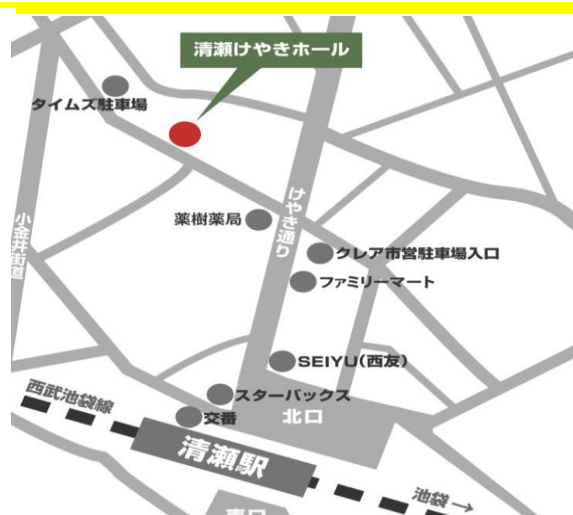 清瀬けやきホール
タイムズ駐車場
薬樹薬局
けやき通り
小金井街道
クレア市営駐車場入口
ファミリーマート
SEIYU(西友)
スターバックス
西武池袋線
交番
北口
清瀬駅
池袋→
南口